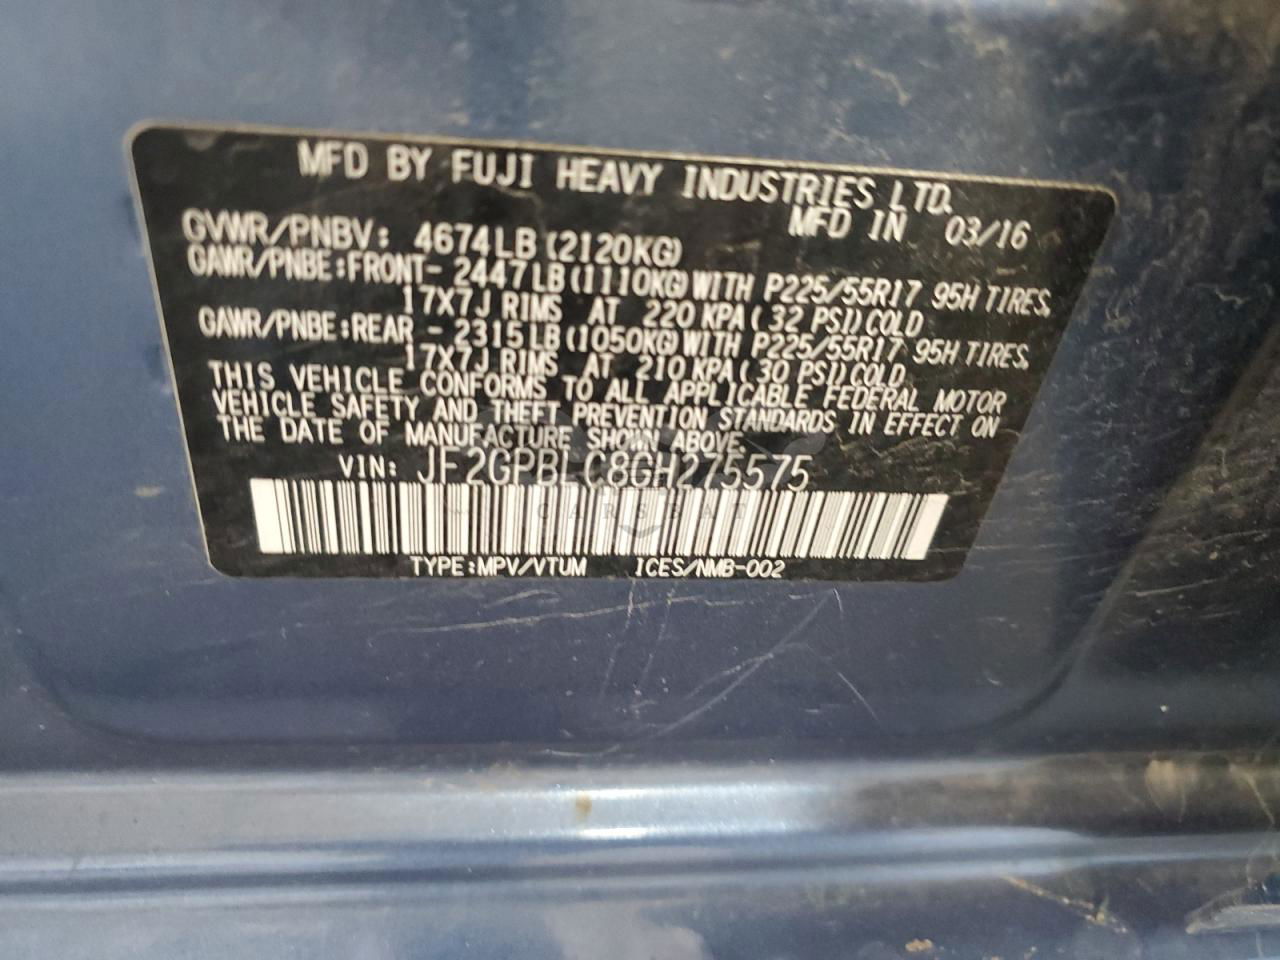 MFD BY FUJI HEAVY INDUSTRIES LTD.
MFD IN 03/16
GVWR/PNBV: 4674LB (2120KG)
GAWR/PNBE:FRONT- 2447LB(1110KG)WITH P225/55R17 95H TIRES,
17X7J RIMS AT 220 KPA( 32 PSI)COLD
GAWR/PNBE:REAR - 2315LB(1050KG)WITH P225/55R17 95H TIRES,
17X7J RIMS AT 210 KPA( 30 PSI)COLD
THIS VEHICLE CONFORMS TO ALL APPLICABLE FEDERAL MOTOR
VEHICLE SAFETY AND THEFT PREVENTION STANDARDS IN EFFECT ON
THE DATE OF MANUFACTURE SHOWN ABOVE.
VIN: JF2GPBLC8GH275575
CARSBAT
TYPE:MPV/VTUM ICES/NMB-002